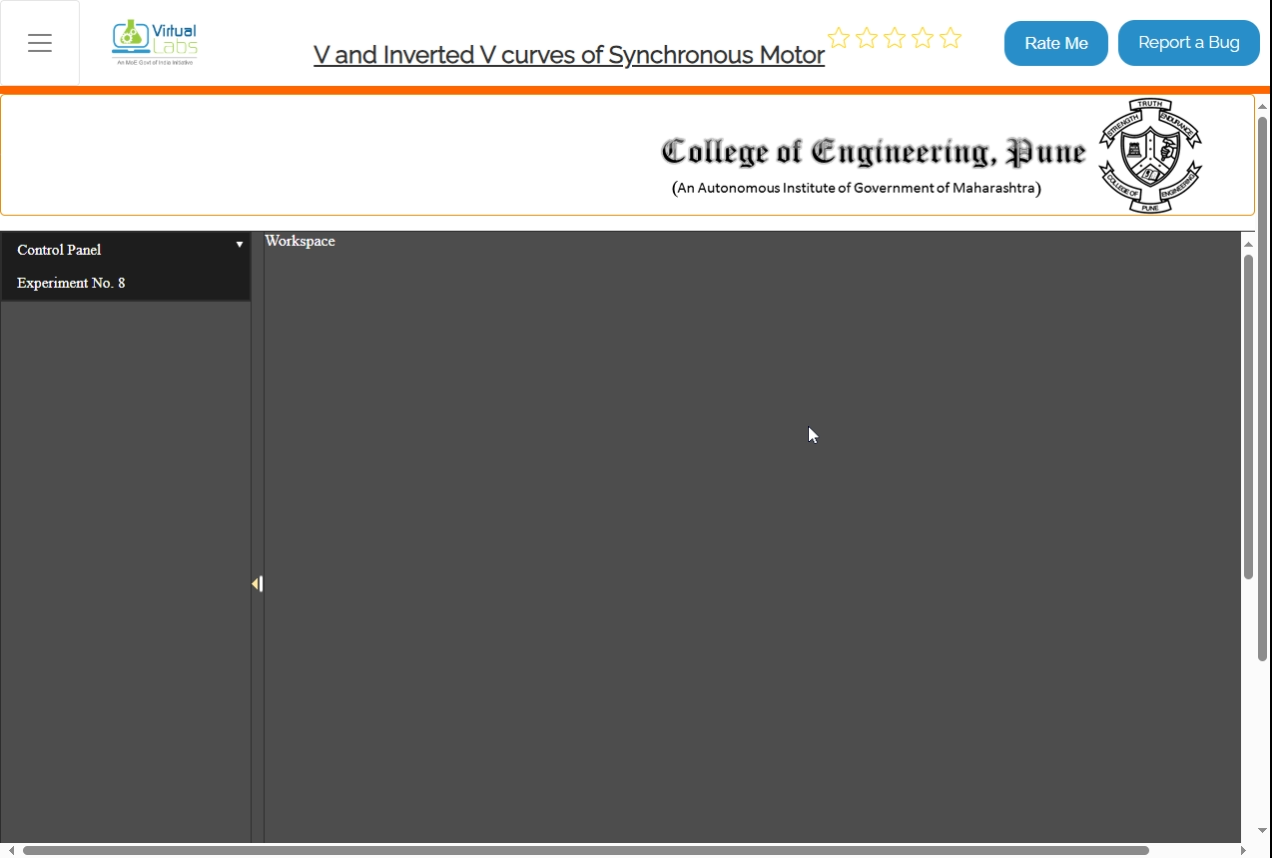 Virtual
Labs
An MoE Govt of India Initiative
V and Inverted V curves of Synchronous Motor
Rate Me
Report a Bug
College of Engineering, Pune
(An Autonomous Institute of Government of Maharashtra)
TRUTH
STRENGTH
ENDURANCE
COLLEGE OF
ENGINEERING
PUNE
Control Panel
Workspace
Experiment No. 8